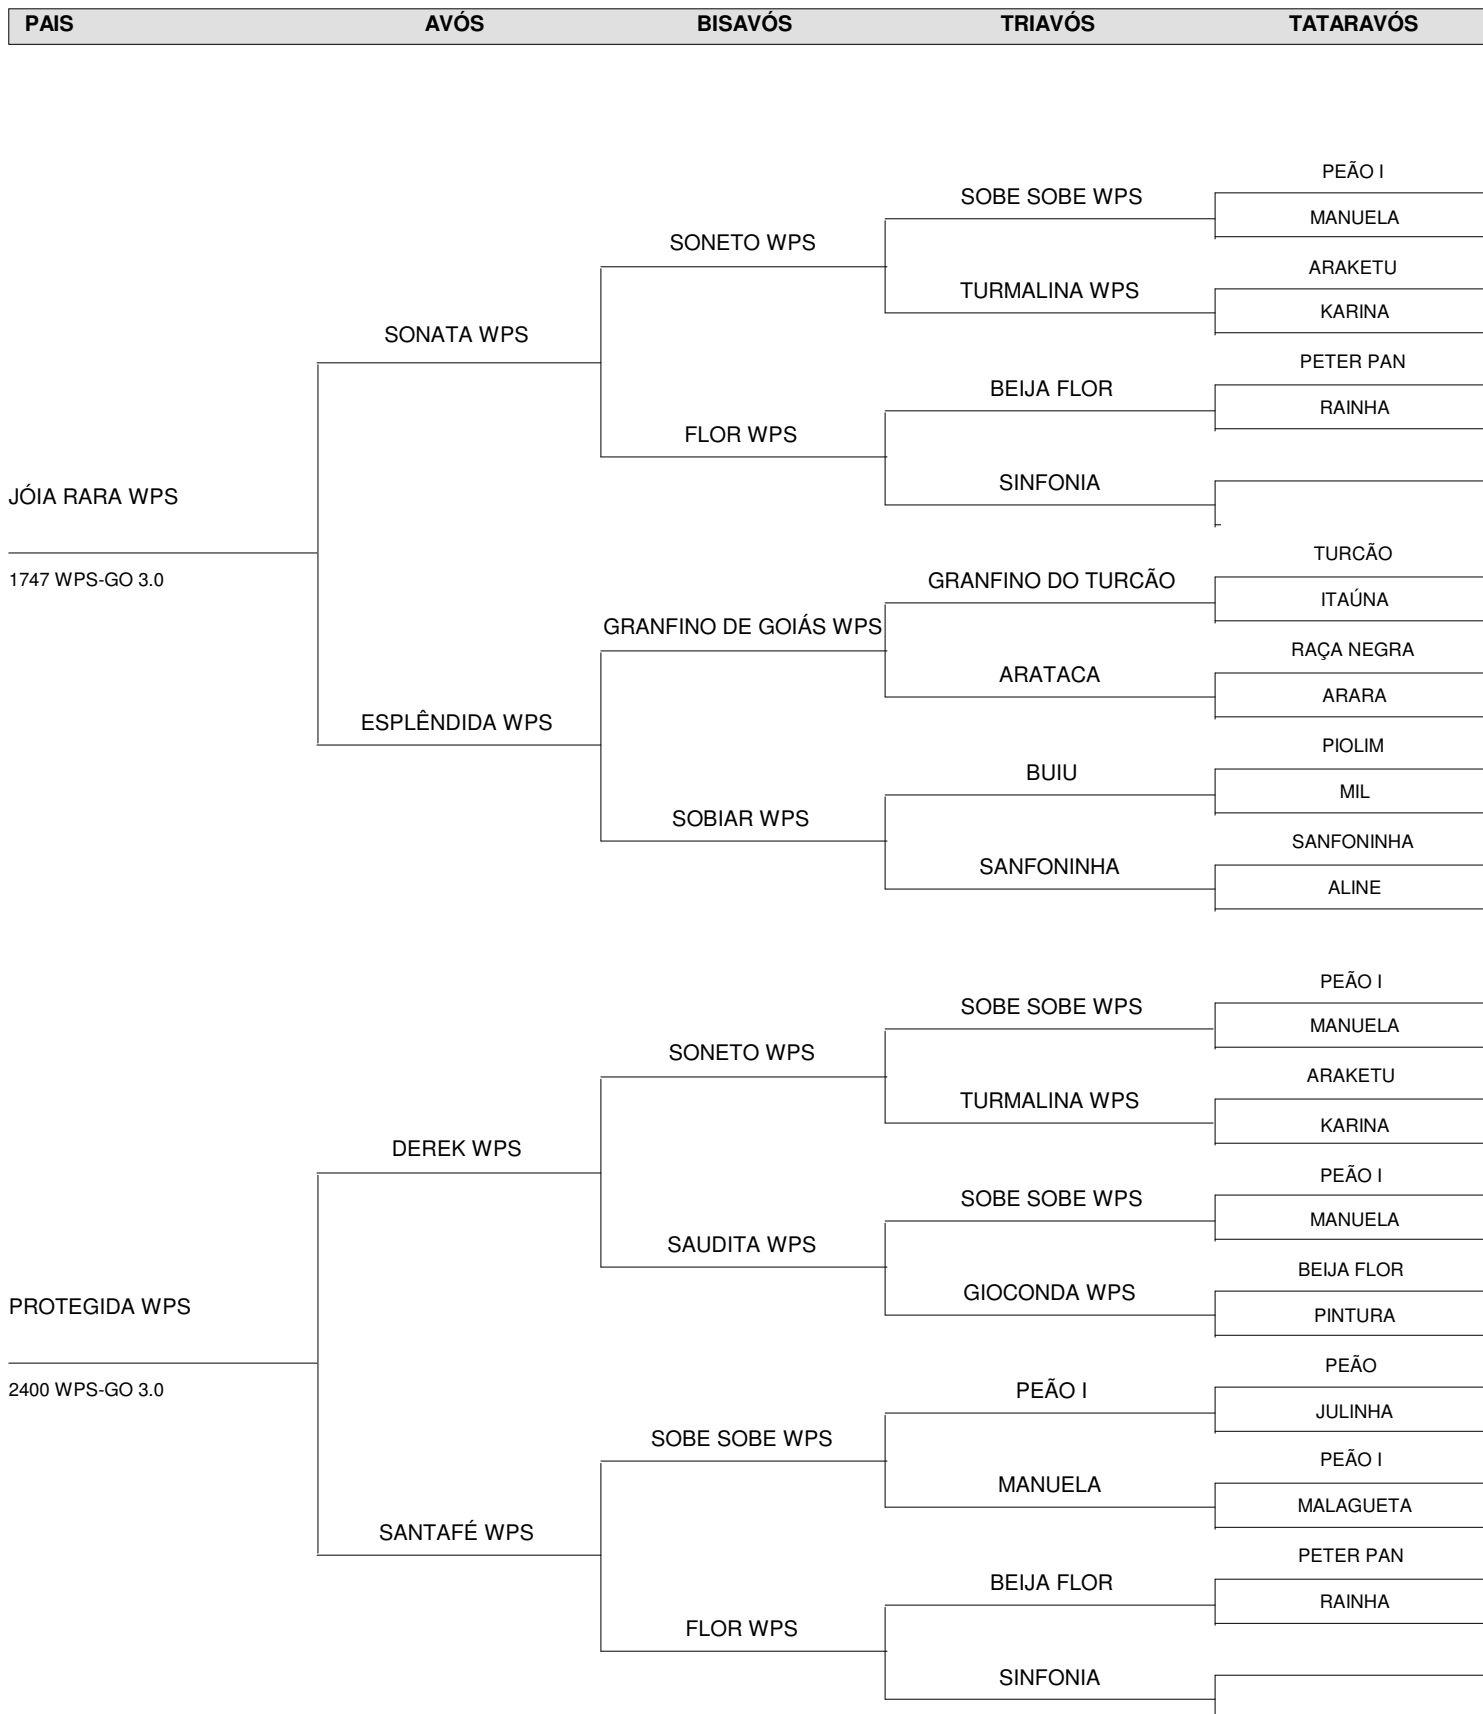 PAIS AVÓS BISAVÓS TRIAVÓS TATARAVÓS
PEÃO I
SOBE SOBE WPS
MANUELA
SONETO WPS
ARAKETU
TURMALINA WPS
KARINA
SONATA WPS
PETER PAN
BEIJA FLOR
RAINHA
FLOR WPS
SINFONIA
JÓIA RARA WPS
TURCÃO
1747 WPS-GO 3.0
GRANFINO DO TURCÃO
ITAÚNA
GRANFINO DE GOIÁS WPS
RAÇA NEGRA
ARATACA
ARARA
ESPLÊNDIDA WPS
PIOLIM
BUIU
MIL
SOBIAR WPS
SANFONINHA
SANFONINHA
ALINE
PEÃO I
SOBE SOBE WPS
MANUELA
SONETO WPS
ARAKETU
TURMALINA WPS
KARINA
DEREK WPS
PEÃO I
SOBE SOBE WPS
MANUELA
SAUDITA WPS
BEIJA FLOR
GIOCONDA WPS
PROTEGIDA WPS
PINTURA
PEÃO
2400 WPS-GO 3.0
PEÃO I
JULINHA
SOBE SOBE WPS
PEÃO I
MANUELA
MALAGUETA
SANTAFÉ WPS
PETER PAN
BEIJA FLOR
RAINHA
FLOR WPS
SINFONIA